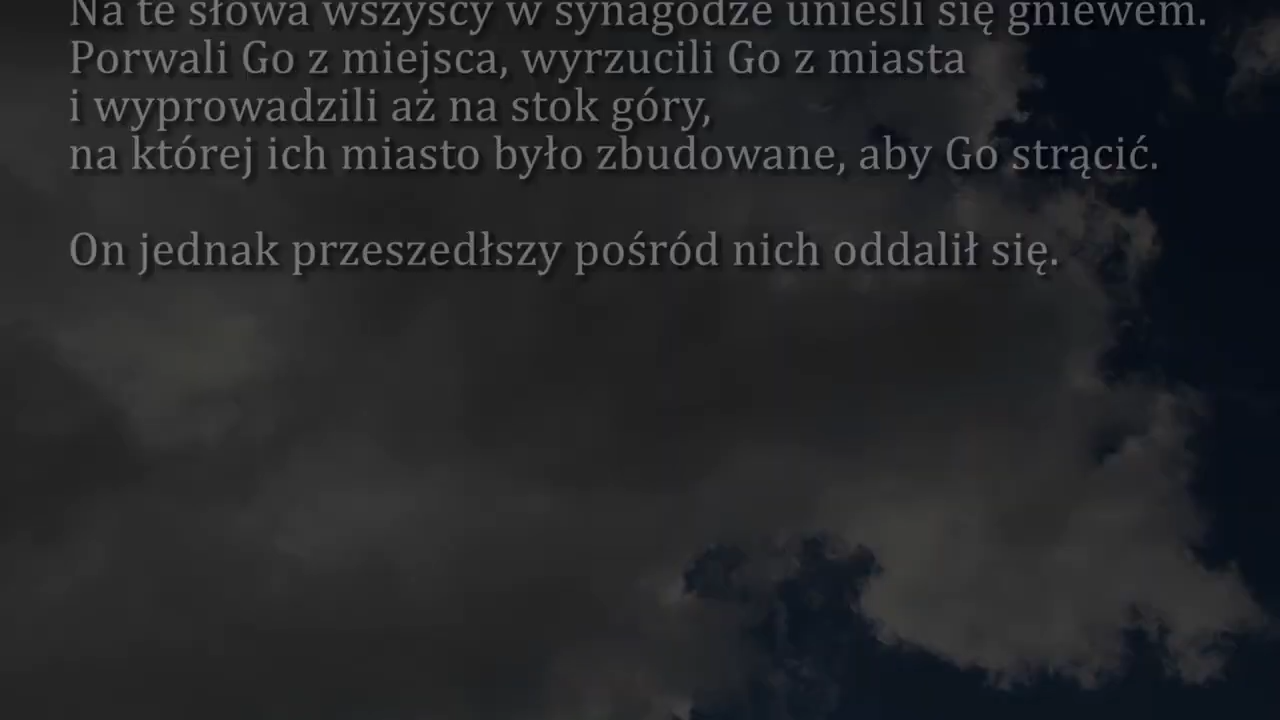 Na te słowa wszyscy w synagodze unieśli się gniewem.
Porwali Go z miejsca, wyrzucili Go z miasta
i wyprowadzili aż na stok góry,
na której ich miasto było zbudowane, aby Go strącić.
On jednak przeszedłszy pośród nich oddalił się.